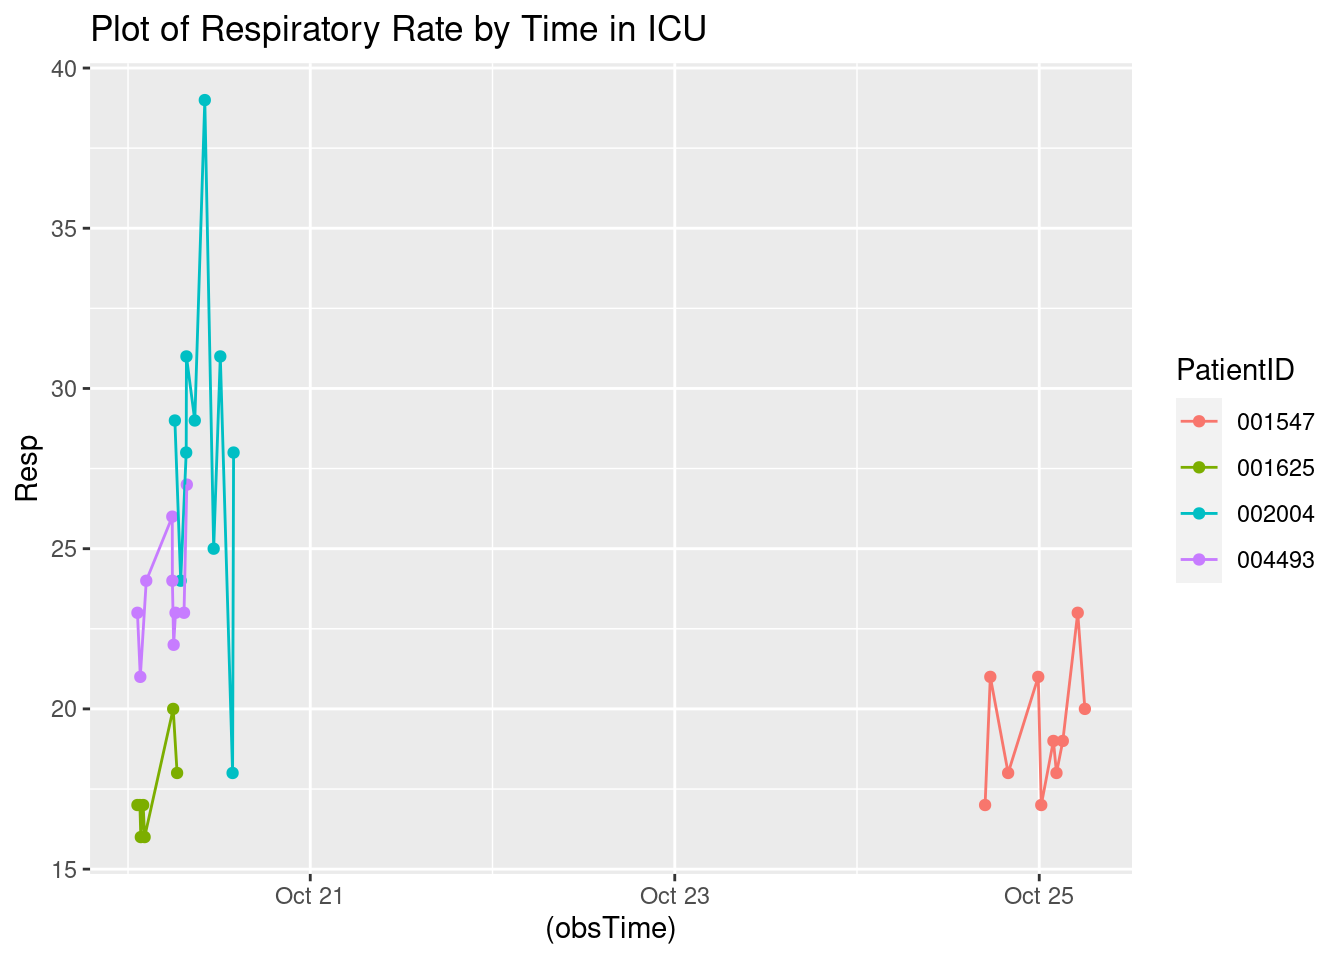 Plot of Respiratory Rate by Time in ICU
40
35
30
25
20
15
Resp
Oct 21
Oct 23
Oct 25
(obsTime)
PatientID
001547
001625
002004
004493